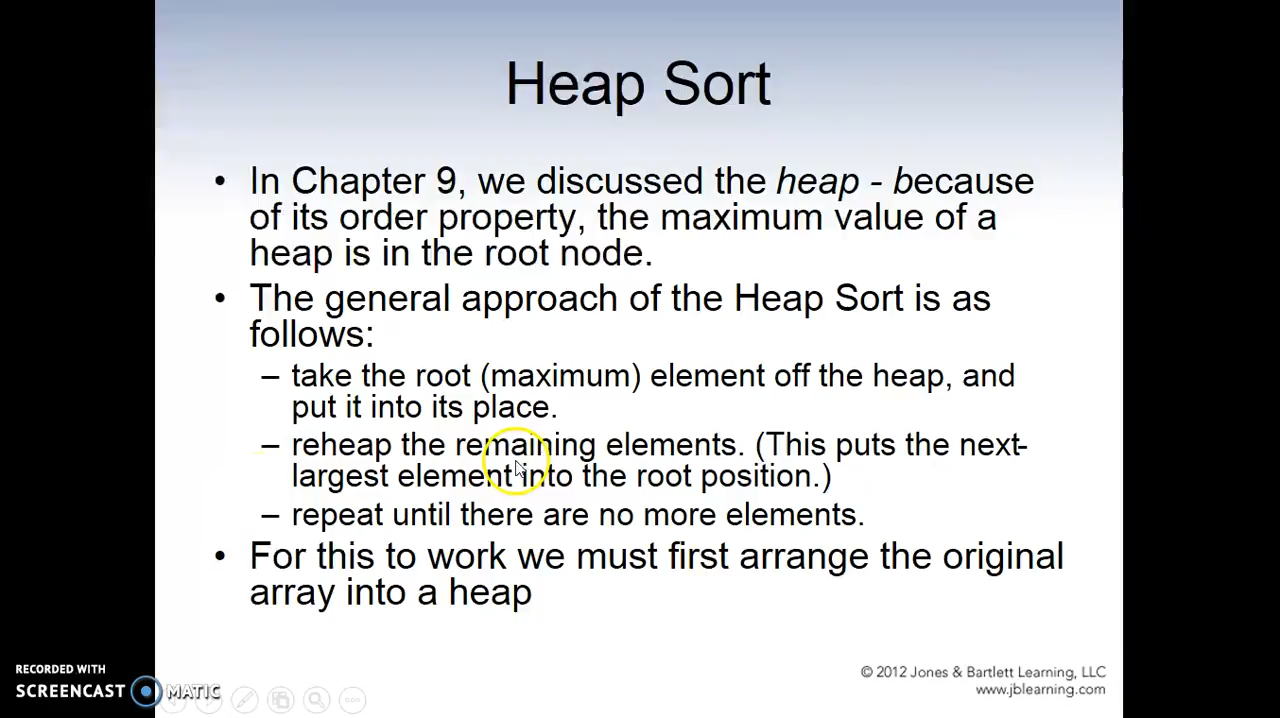 Heap Sort
• In Chapter 9, we discussed the heap - because
of its order property, the maximum value of a
heap is in the root node.
• The general approach of the Heap Sort is as
follows:
– take the root (maximum) element off the heap, and
put it into its place.
– reheap the remaining elements. (This puts the next-
largest element into the root position.)
– repeat until there are no more elements.
• For this to work we must first arrange the original
array into a heap
RECORDED WITH
SCREENCAST MATIC
© 2012 Jones & Bartlett Learning, LLC
www.jblearning.com